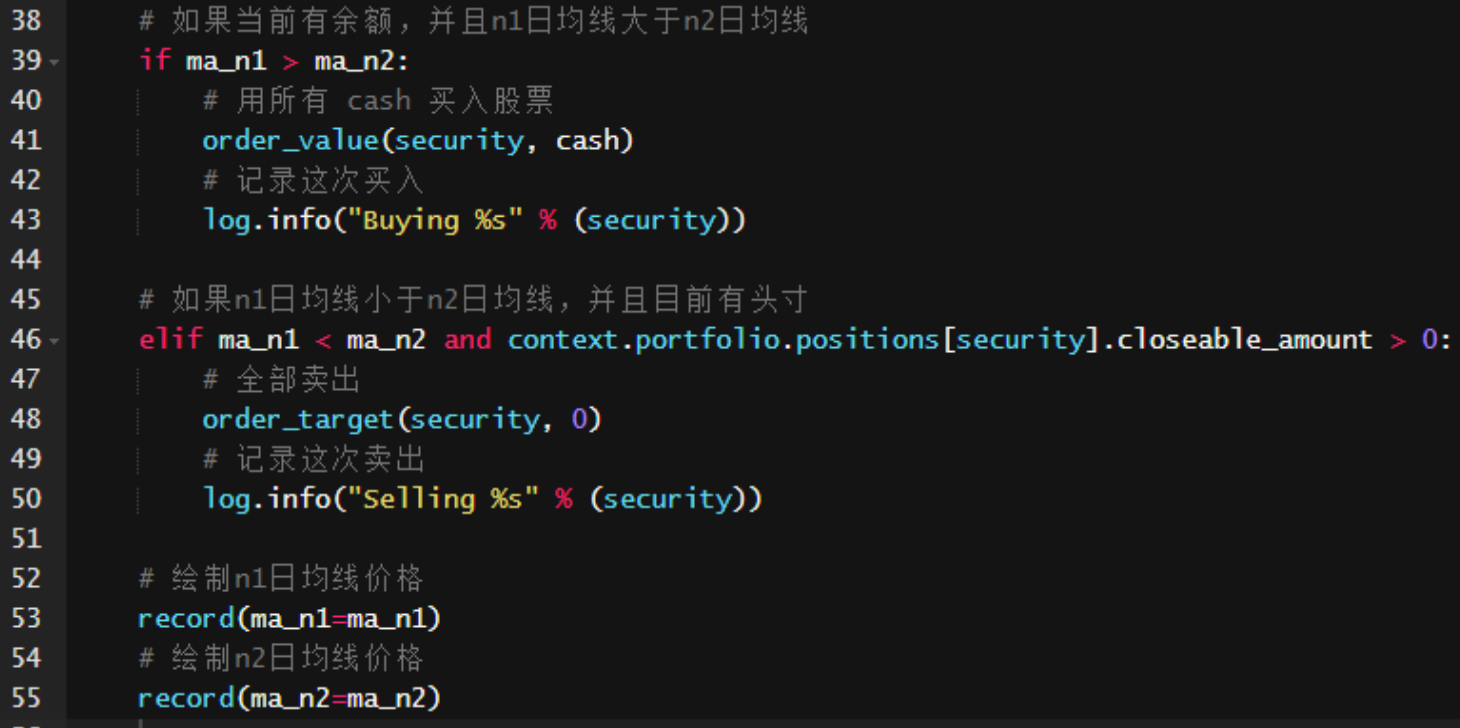 38 # 如果当前有余额，并且n1日均线大于n2日均线
39 if ma_n1 > ma_n2:
40 # 用所有 cash 买入股票
41 order_value(security, cash)
42 # 记录这次买入
43 log.info("Buying %s" % (security))
44
45 # 如果n1日均线小于n2日均线，并且目前有头寸
46 elif ma_n1 < ma_n2 and context.portfolio.positions[security].closeable_amount > 0:
47 # 全部卖出
48 order_target(security, 0)
49 # 记录这次卖出
50 log.info("Selling %s" % (security))
51
52 # 绘制n1日均线价格
53 record(ma_n1=ma_n1)
54 # 绘制n2日均线价格
55 record(ma_n2=ma_n2)